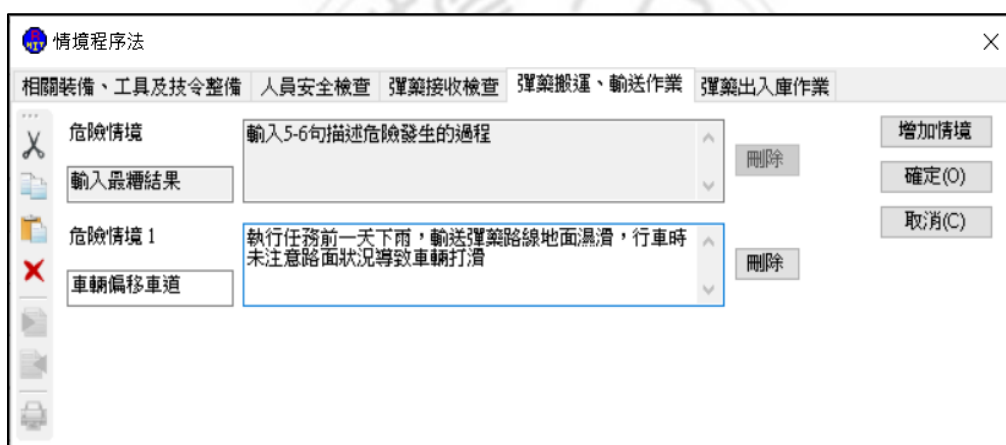 情境程序法
相關裝備、工具及技令整備 人員安全檢查 彈藥接收檢查 彈藥搬運、輸送作業 彈藥出入庫作業
危險情境
輸入5-6句描述危險發生的過程
刪除
增加情境
輸入最糟結果
確定(O)
取消(C)
危險情境 1
執行任務前一天下雨,輸送彈藥路線地面濕滑,行車時
未注意路面狀況導致車輛打滑
刪除
車輛偏移車道